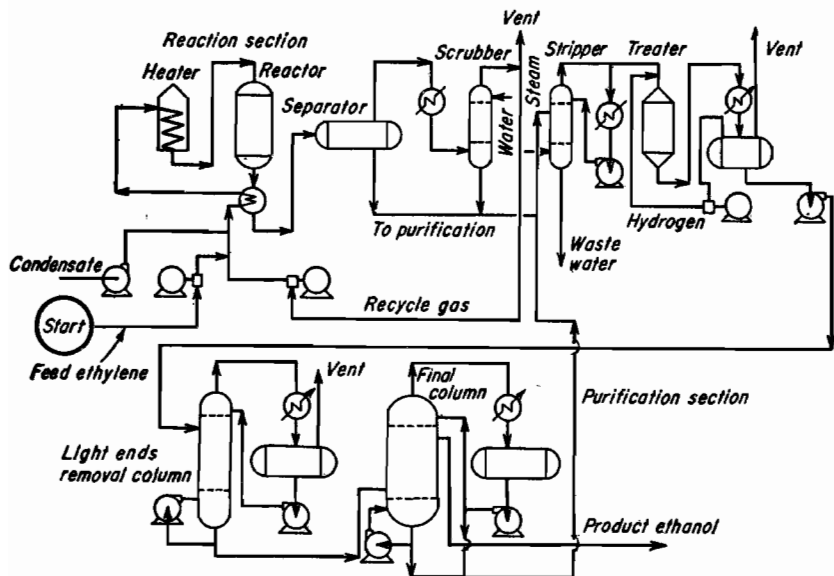 Reaction section
Heater
Reactor
Separator
Scrubber
Vent
Steam
Water
Stripper
Treater
Vent
Hydrogen
To purification
Waste
water
Condensate
Start
Recycle gas
Feed ethylene
Purification section
Light ends
removal column
Vent
Final
column
Product ethanol